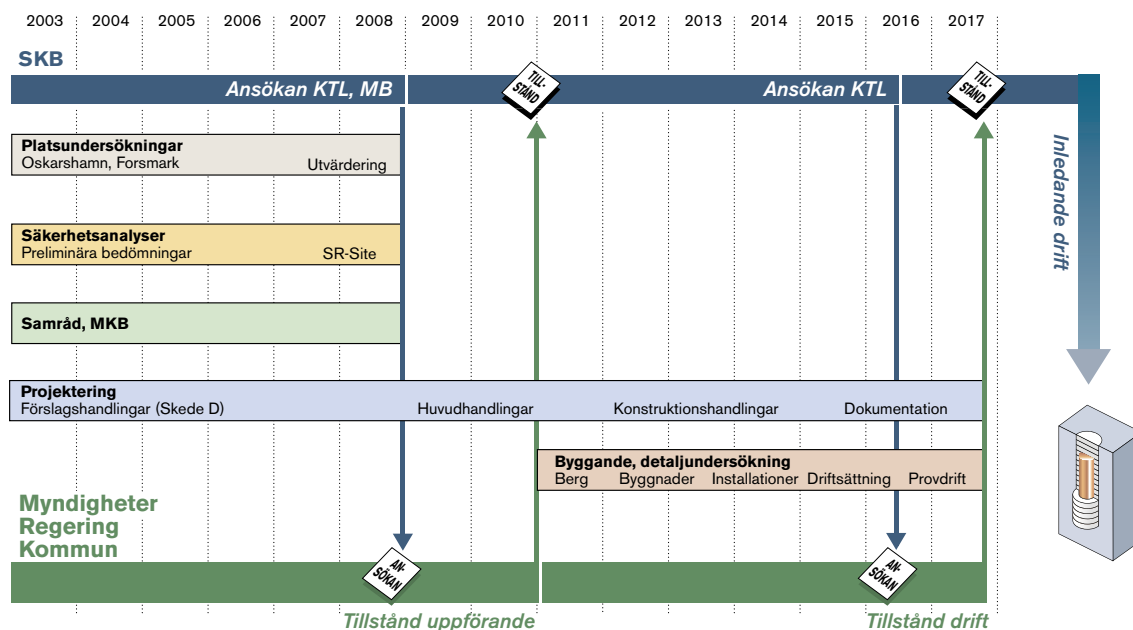 2003 2004 2005 2006 2007 2008 2009 2010 2011 2012 2013 2014 2015 2016 2017
SKB
Ansökan KTL, MB
TILL-
STÅND
Ansökan KTL
TILL-
STÅND
Inledande drift
Platsundersökningar
Oskarshamn, Forsmark Utvärdering
Säkerhetsanalyser
Preliminära bedömningar SR-Site
Samråd, MKB
Projektering
Förslagshandlingar (Skede D) Huvudhandlingar Konstruktionshandlingar Dokumentation
Byggande, detaljundersökning
Berg Byggnader Installationer Driftsättning Provdrift
Myndigheter
Regering
Kommun
AN-
SÖKAN
AN-
SÖKAN
Tillstånd uppförande Tillstånd drift